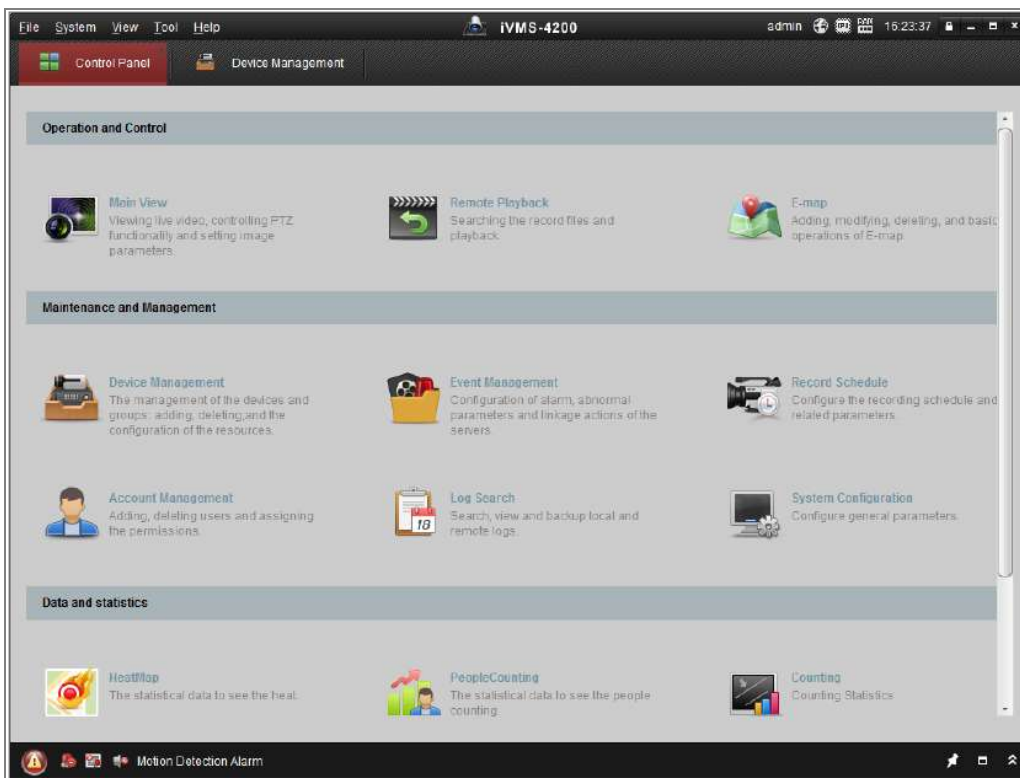 File System View Tool Help iVMS-4200 admin 16:23:37
Control Panel Device Management
Operation and Control
Main View
Viewing live video, controlling PTZ
functionality and setting image
parameters.
Remote Playback
Searching the record files and
playback.
E-map
Adding, modifying, deleting, and basic
operations of E-map.
Maintenance and Management
Device Management
The management of the devices and
groups: adding, deleting,and the
configuration of the resources.
Event Management
Configuration of alarm, abnormal
parameters and linkage actions of the
servers.
Record Schedule
Configure the recording schedule and
related parameters.
Account Management
Adding, deleting users and assigning
the permissions.
Log Search
Search, view and backup local and
remote logs.
18
System Configuration
Configure general parameters.
Data and statistics
HeatMap
The statistical data to see the heat.
PeopleCounting
The statistical data to see the people
counting.
Counting
Counting Statistics
Motion Detection Alarm